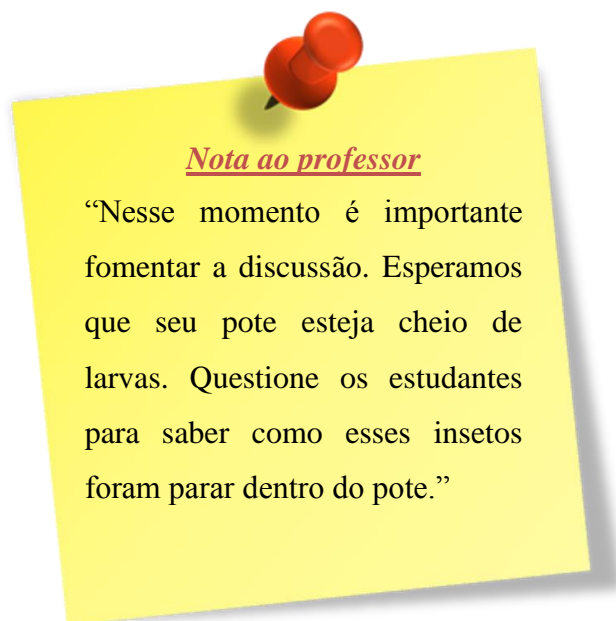 Nota ao professor
“Nesse momento é importante
fomentar a discussão. Esperamos
que seu pote esteja cheio de
larvas. Questione os estudantes
para saber como esses insetos
foram parar dentro do pote.”